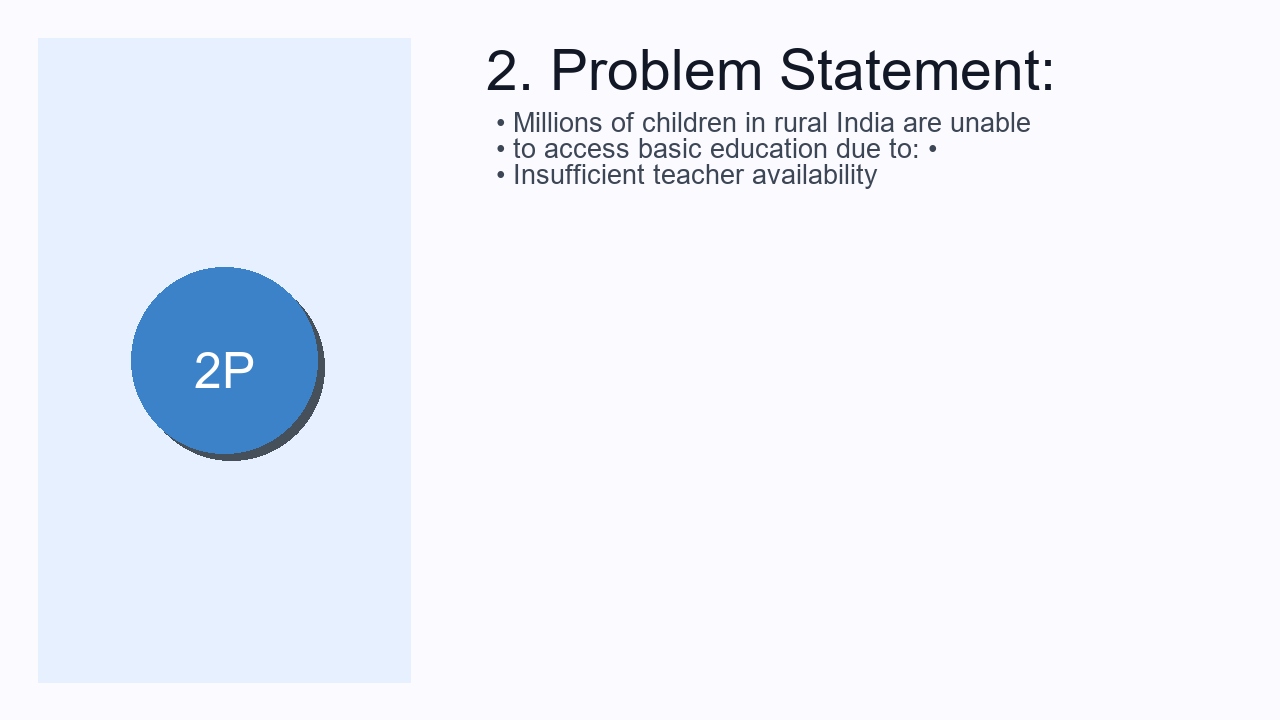 2. Problem Statement:
• Millions of children in rural India are unable
• to access basic education due to: •
• Insufficient teacher availability
2P